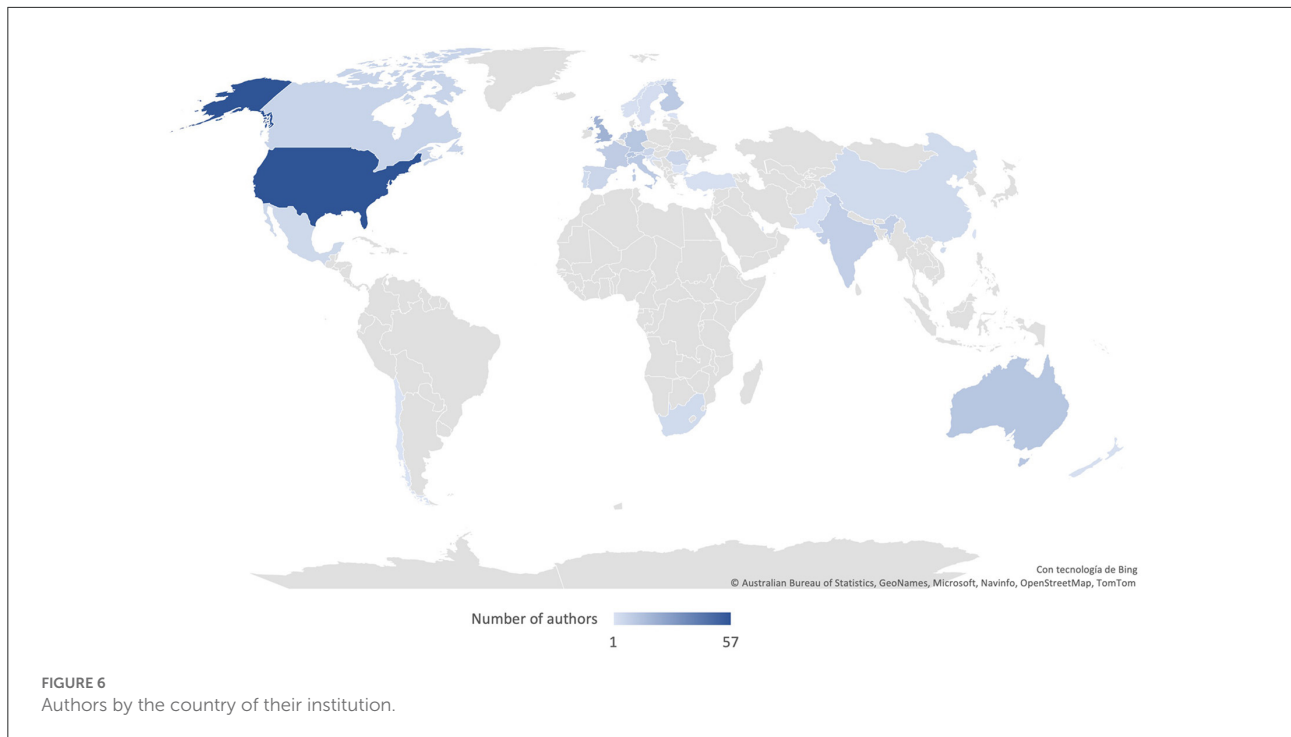 Con tecnología de Bing
© Australian Bureau of Statistics, GeoNames, Microsoft, Navinfo, OpenStreetMap, TomTom
Number of authors
1 57
FIGURE 6
Authors by the country of their institution.